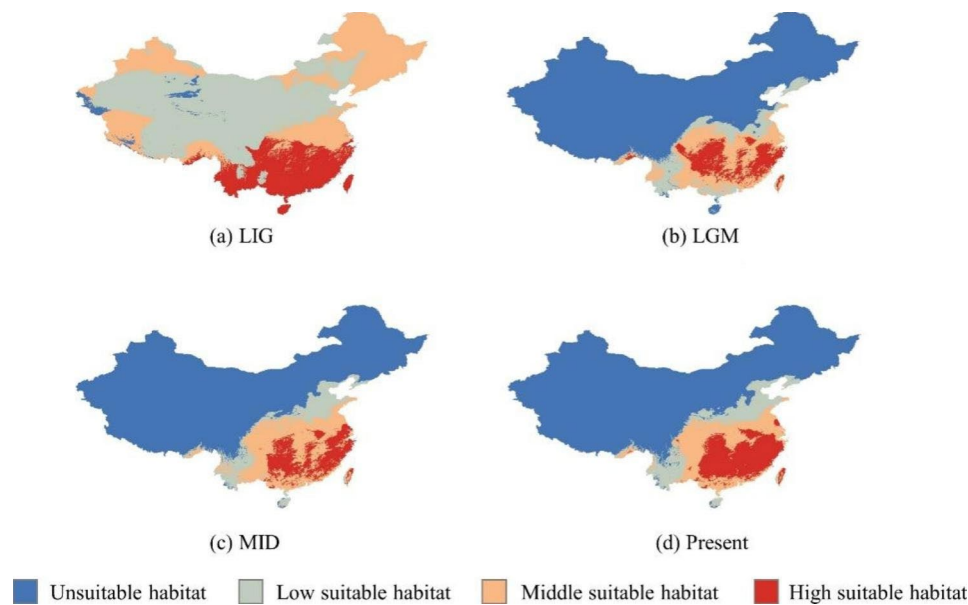 (a) LIG
(b) LGM
(c) MID
(d) Present
Unsuitable habitat
Low suitable habitat
Middle suitable habitat
High suitable habitat